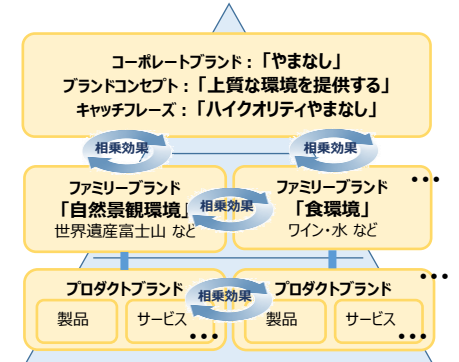 コーポレートブランド：「やまなし」
ブランドコンセプト：「上質な環境を提供する」
キャッチフレーズ：「ハイクオリティやまなし」
相乗効果
相乗効果
ファミリーブランド
「自然景観環境」
世界遺産富士山 など
相乗効果
ファミリーブランド
「食環境」
ワイン・水 など
•••
プロダクトブランド
製品
サービス
•••
相乗効果
プロダクトブランド
製品
サービス
•••
•••